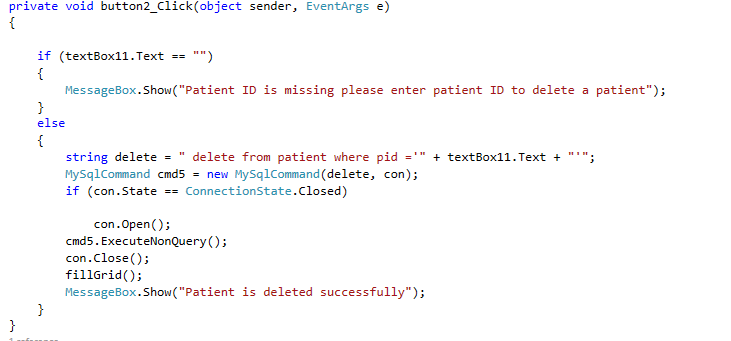 private void button2_Click(object sender, EventArgs e)
{
if (textBox11.Text == "")
{
MessageBox.Show("Patient ID is missing please enter patient ID to delete a patient");
}
else
{
string delete = " delete from patient where pid ='" + textBox11.Text + "'";
MySqlCommand cmd5 = new MySqlCommand(delete, con);
if (con.State == ConnectionState.Closed)
con.Open();
cmd5.ExecuteNonQuery();
con.Close();
fillGrid();
MessageBox.Show("Patient is deleted successfully");
}
}